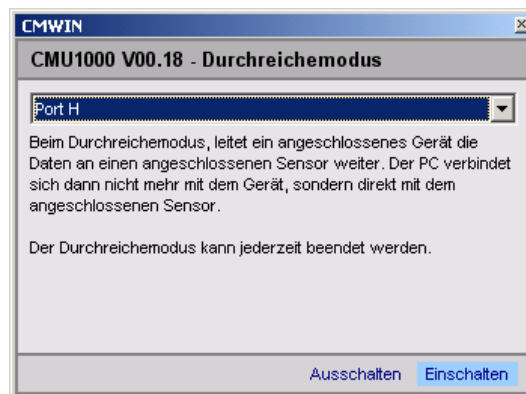 CMWIN
CMU1000 V00.18 - Durchreichemodus
Port H
Beim Durchreichemodus, leitet ein angeschlossenes Gerät die
Daten an einen angeschlossenen Sensor weiter. Der PC verbindet
sich dann nicht mehr mit dem Gerät, sondern direkt mit dem
angeschlossenen Sensor.
Der Durchreichemodus kann jederzeit beendet werden.
Ausschalten Einschalten